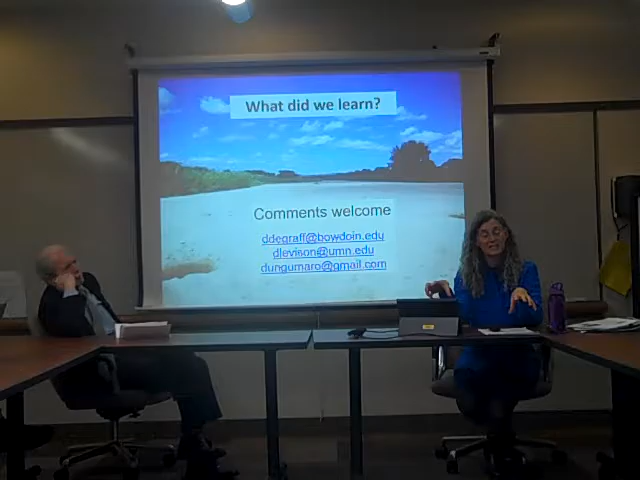 What did we learn?
Comments welcome
ddegraff@bowdoin.edu
dlevison@umn.edu
dungumaro@gmail.com